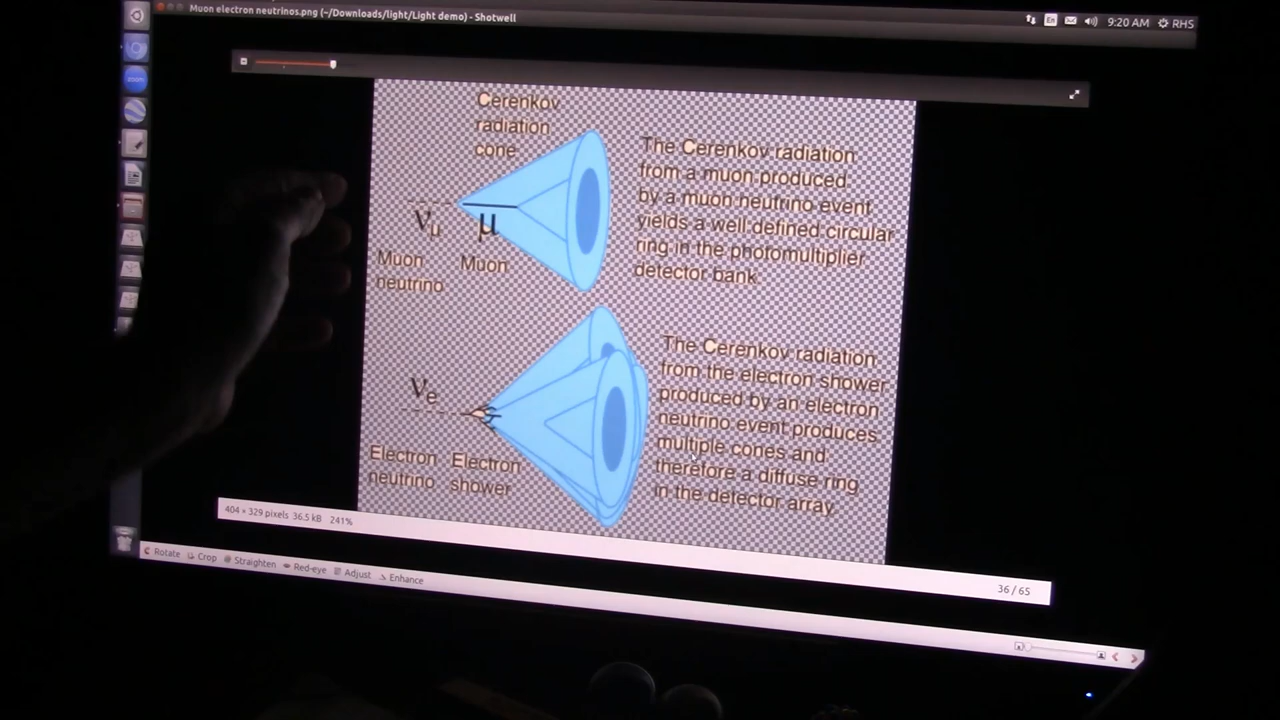 Muon electron neutrinos.png (~/Downloads/light/Light demo) - Shotwell
En
9:20 AM
RHS
zoom
Cerenkov
radiation
cone
νμ
μ
Muon
neutrino
Muon
The Cerenkov radiation
from a muon produced
by a muon neutrino event
yields a well-defined circular
ring in the photomultiplier
detector bank.
νe
Electron
neutrino
Electron
shower
The Cerenkov radiation
from the electron shower
produced by an electron
neutrino event produces
multiple cones and
therefore a diffuse ring
in the detector array.
404 × 329 pixels 36.5 kB 241%
36 / 65
Rotate Crop Straighten Red-eye Adjust Enhance